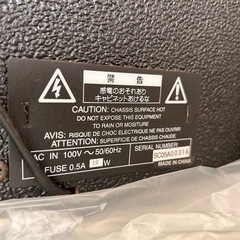 警告
感電のおそれあり
キャビネットあけるな
CAUTION: CHASSIS SURFACE HOT
DO NOT EXPOSE THIS EQUIPMENT
TO RAIN OR MOISTURE
AVIS: RISQUE DE CHOC ELECTRIQUE NE PAS OUVRIR
ATTENTION: SUPERFICIE DE CHASSIS CHAUDE
AC IN 100V ~ 50/60Hz
SERIAL NUMBER:
FUSE 0.5A W
MADE IN CHINA